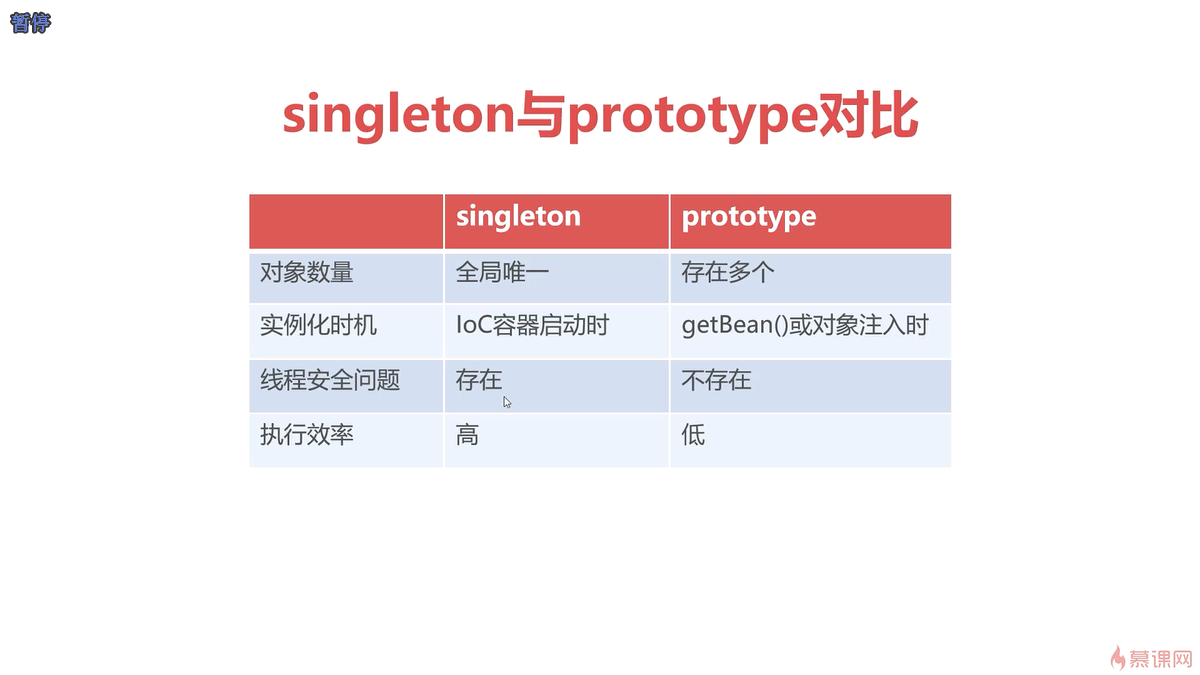 暂停
singleton与prototype对比
singleton prototype
对象数量 全局唯一 存在多个
实例化时机 IoC容器启动时 getBean()或对象注入时
线程安全问题 存在 不存在
执行效率 高 低
慕课网